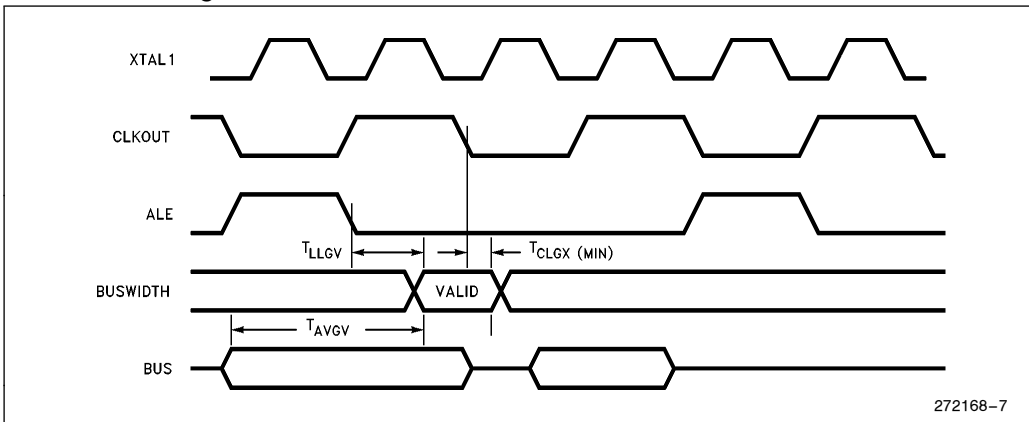 XTAL1
CLKOUT
ALE
TLLGV
TCLGX (MIN)
BUSWIDTH
VALID
TAVGV
BUS
272168–7